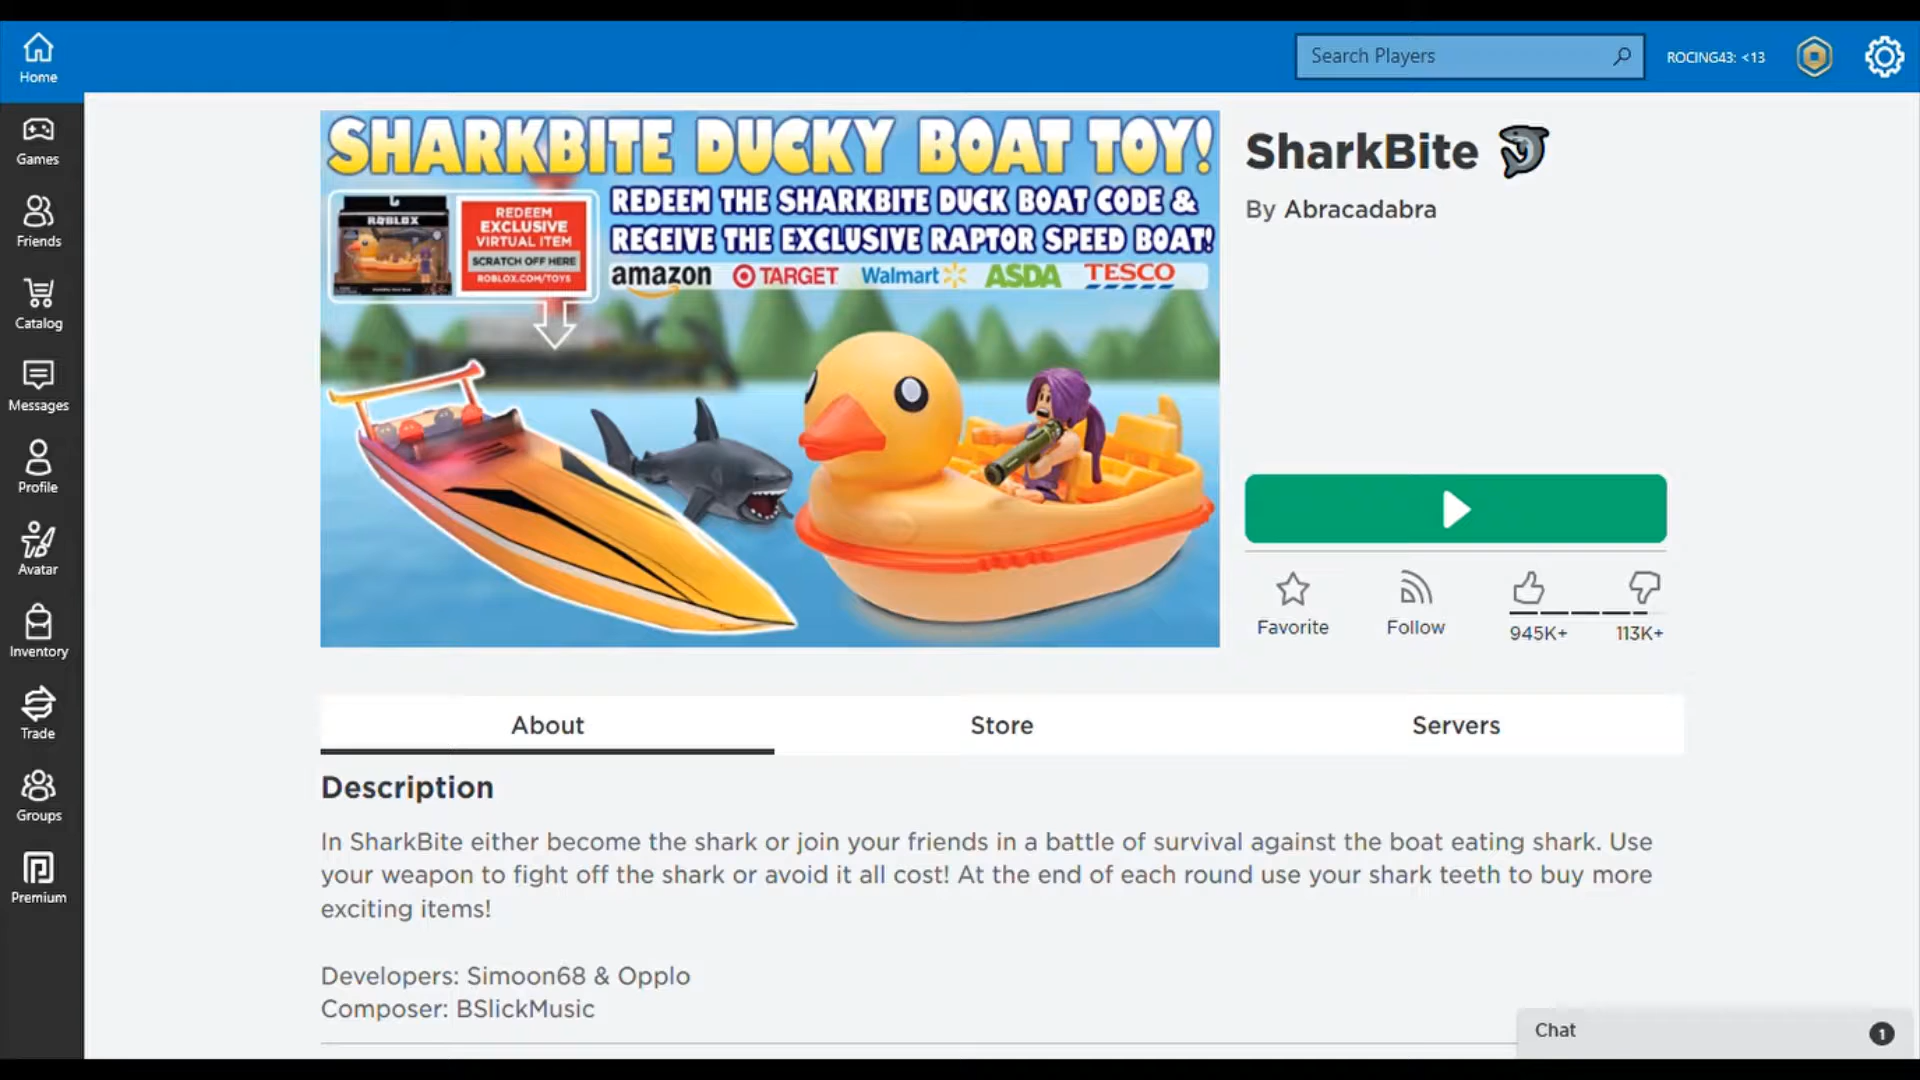 Home
Search Players
ROCING43: <13
Games
Friends
Catalog
Messages
Profile
Avatar
Inventory
Trade
Groups
Premium
SHARKBITE DUCKY BOAT TOY!
ROBLOX
REDEEM
EXCLUSIVE
VIRTUAL ITEM
SCRATCH OFF HERE
ROBLOX.COM/TOYS
REDEEM THE SHARKBITE DUCK BOAT CODE &
RECEIVE THE EXCLUSIVE RAPTOR SPEED BOAT!
amazon TARGET Walmart ASDA TESCO
SharkBite
By Abracadabra
Favorite
Follow
945K+
113K+
About
Store
Servers
Description
In SharkBite either become the shark or join your friends in a battle of survival against the boat eating shark. Use
your weapon to fight off the shark or avoid it all cost! At the end of each round use your shark teeth to buy more
exciting items!
Developers: Simoon68 & Opplo
Composer: BSlickMusic
Chat
1